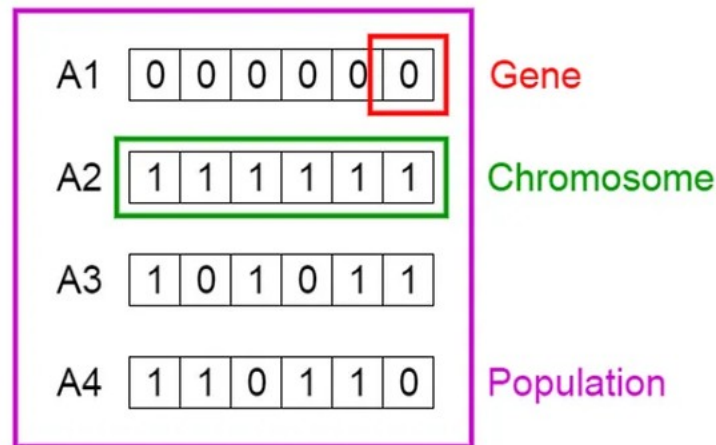 A1 0 0 0 0 0 0 Gene
A2 1 1 1 1 1 1 Chromosome
A3 1 0 1 0 1 1
A4 1 1 0 1 1 0 Population